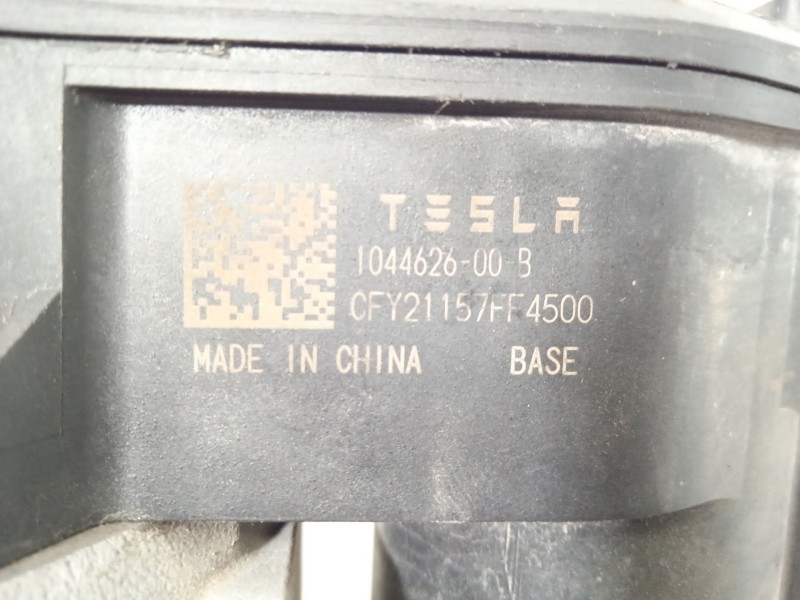 TESLA
1044626-00-B
CFY21157FF4500
MADE IN CHINA BASE